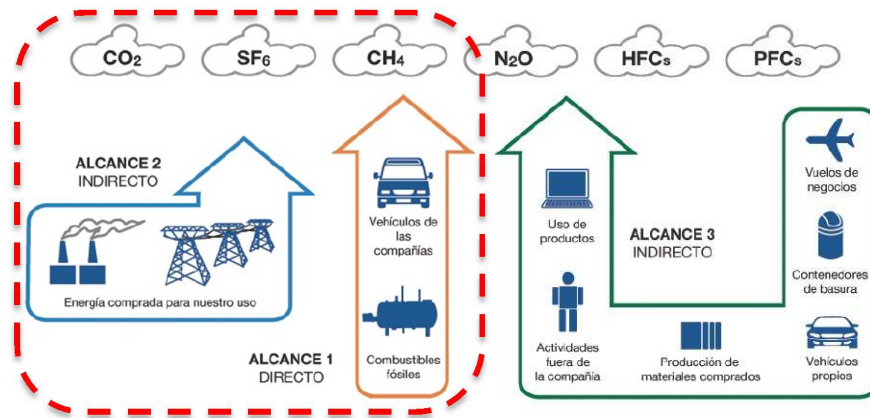 CO₂
SF₆
CH₄
N₂O
HFCs
PFCs
ALCANCE 2
INDIRECTO
Energía comprada para nuestro uso
ALCANCE 1
DIRECTO
Vehículos de
las
compañías
Combustibles
fósiles
Uso de
productos
Actividades
fuera de
la compañía
ALCANCE 3
INDIRECTO
Producción de
materiales comprados
Vuelos de
negocios
Contenedores
de basura
Vehículos
propios